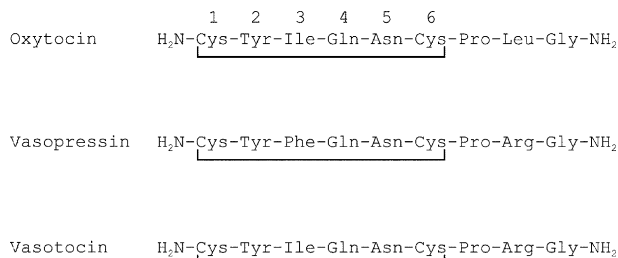 1 2 3 4 5 6
Oxytocin H₂N-Cys-Tyr-Ile-Gln-Asn-Cys-Pro-Leu-Gly-NH₂
Vasopressin H₂N-Cys-Tyr-Phe-Gln-Asn-Cys-Pro-Arg-Gly-NH₂
Vasotocin H₂N-Cys-Tyr-Ile-Gln-Asn-Cys-Pro-Arg-Gly-NH₂